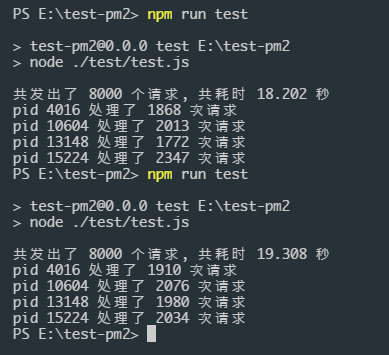 PS E:\test-pm2> npm run test
> test-pm2@0.0.0 test E:\test-pm2
> node ./test/test.js
共发出了 8000 个请求, 共耗时 18.202 秒
pid 4016 处理了 1868 次请求
pid 10604 处理了 2013 次请求
pid 13148 处理了 1772 次请求
pid 15224 处理了 2347 次请求
PS E:\test-pm2> npm run test
> test-pm2@0.0.0 test E:\test-pm2
> node ./test/test.js
共发出了 8000 个请求, 共耗时 19.308 秒
pid 4016 处理了 1910 次请求
pid 10604 处理了 2076 次请求
pid 13148 处理了 1980 次请求
pid 15224 处理了 2034 次请求
PS E:\test-pm2>